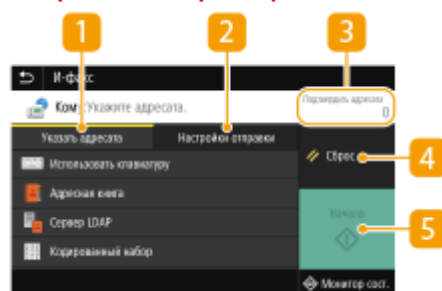 1 2 3
И-факс
Кому: Укажите адресата.
Подтвердить адресата
0
Указать адресата Настройки отправки
Использовать клавиатуру
Сброс 4
Адресная книга
Сервер LDAP
Начало 5
Кодированный набор
Монитор сост.